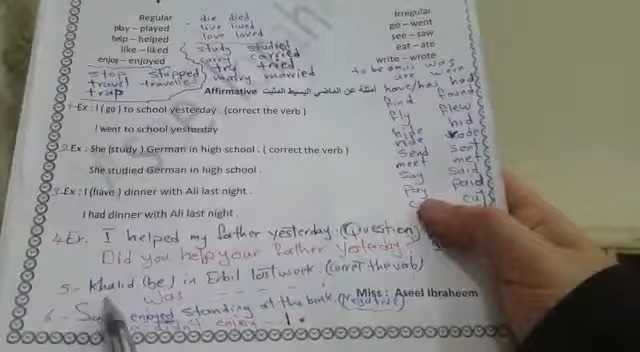 Regular
play – played
help – helped
like – liked
enjoy – enjoyed
stop stopped
travel travelled
trap
die died
live lived
love loved
study studied
carry carried
tried
marry married
Irregular
go – went
see – saw
eat – ate
write – wrote
to be was
are were
have/has had
find found
fly flew
hide hid
ride
send sent
meet met
say said
pay paid
Affirmative أمثلة عن الماضي البسيط المثبت
1-Ex: I ( go ) to school yesterday . (correct the verb )
I went to school yesterday
2-Ex : She (study ) German in high school . ( correct the verb )
She studied German in high school .
3-Ex : I (have ) dinner with Ali last night .
I had dinner with Ali last night .
4-Ex. I helped my father yesterday. (Question)
Did you help your father yesterday
5- Khalid (be) in Erbil last week. (corret the vab)
was
Miss : Aseel Ibraheem
6- enjoyed standing at the bank. (Negative)
didn't enjoy